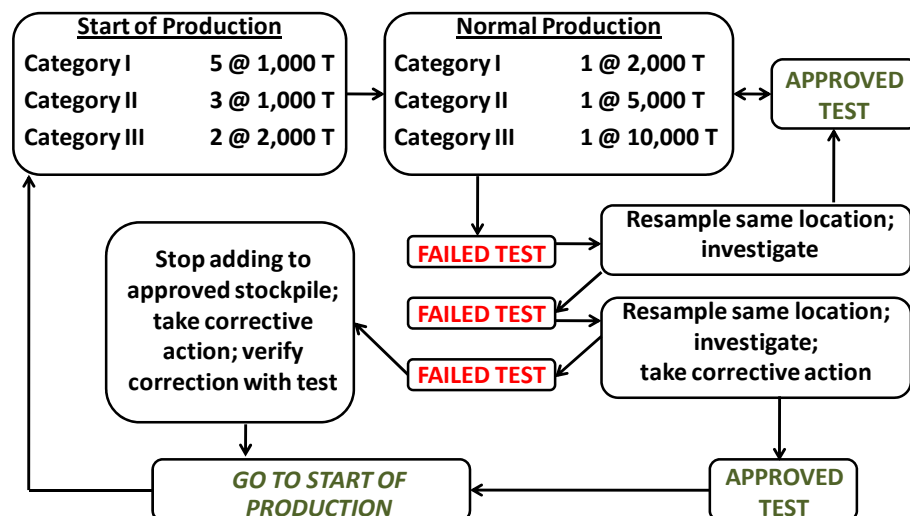 Start of Production
Category I 5 @ 1,000 T
Category II 3 @ 1,000 T
Category III 2 @ 2,000 T
Normal Production
Category I 1 @ 2,000 T
Category II 1 @ 5,000 T
Category III 1 @ 10,000 T
APPROVED
TEST
FAILED TEST
Resample same location;
investigate
FAILED TEST
Resample same location;
investigate;
take corrective action
FAILED TEST
Stop adding to
approved stockpile;
take corrective
action; verify
correction with test
GO TO START OF
PRODUCTION
APPROVED
TEST